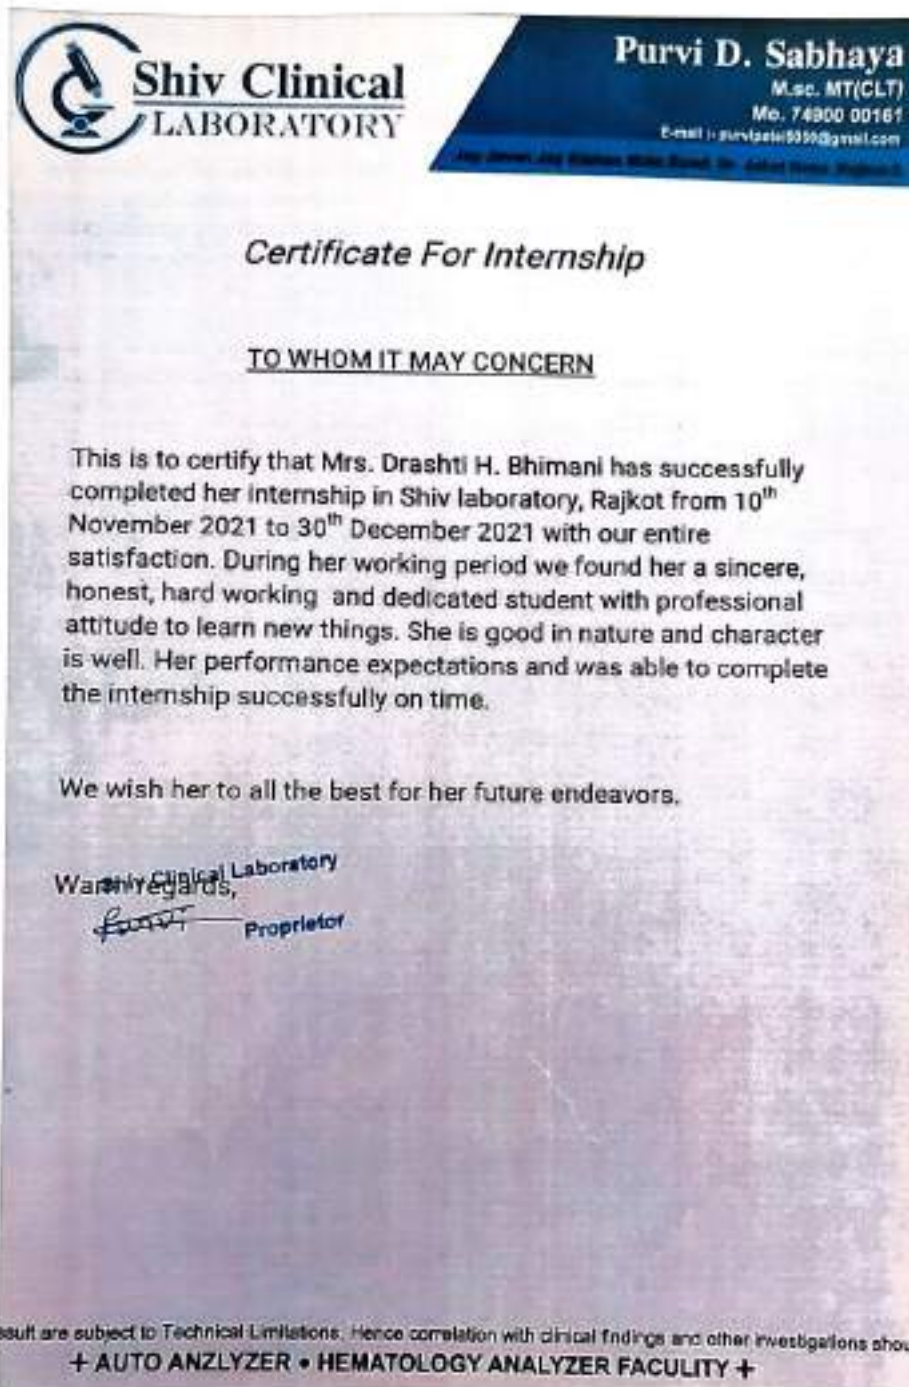 Shiv Clinical
LABORATORY
Purvi D. Sabhaya
M.sc. MT(CLT)
Mo. 74900 00161
E-mail :-
Certificate For Internship
TO WHOM IT MAY CONCERN
This is to certify that Mrs. Drashti H. Bhimani has successfully
completed her internship in Shiv laboratory, Rajkot from 10th
November 2021 to 30th December 2021 with our entire
satisfaction. During her working period we found her a sincere,
honest, hard working and dedicated student with professional
attitude to learn new things. She is good in nature and character
is well. Her performance expectations and was able to complete
the internship successfully on time.
We wish her to all the best for her future endeavors.
Shiv Clinical Laboratory
Warm regards,
Purvi
Proprietor
are subject to Technical Limitations. Hence correlation with clinical findings and other investigations
+ AUTO ANZLYZER • HEMATOLOGY ANALYZER FACULITY +